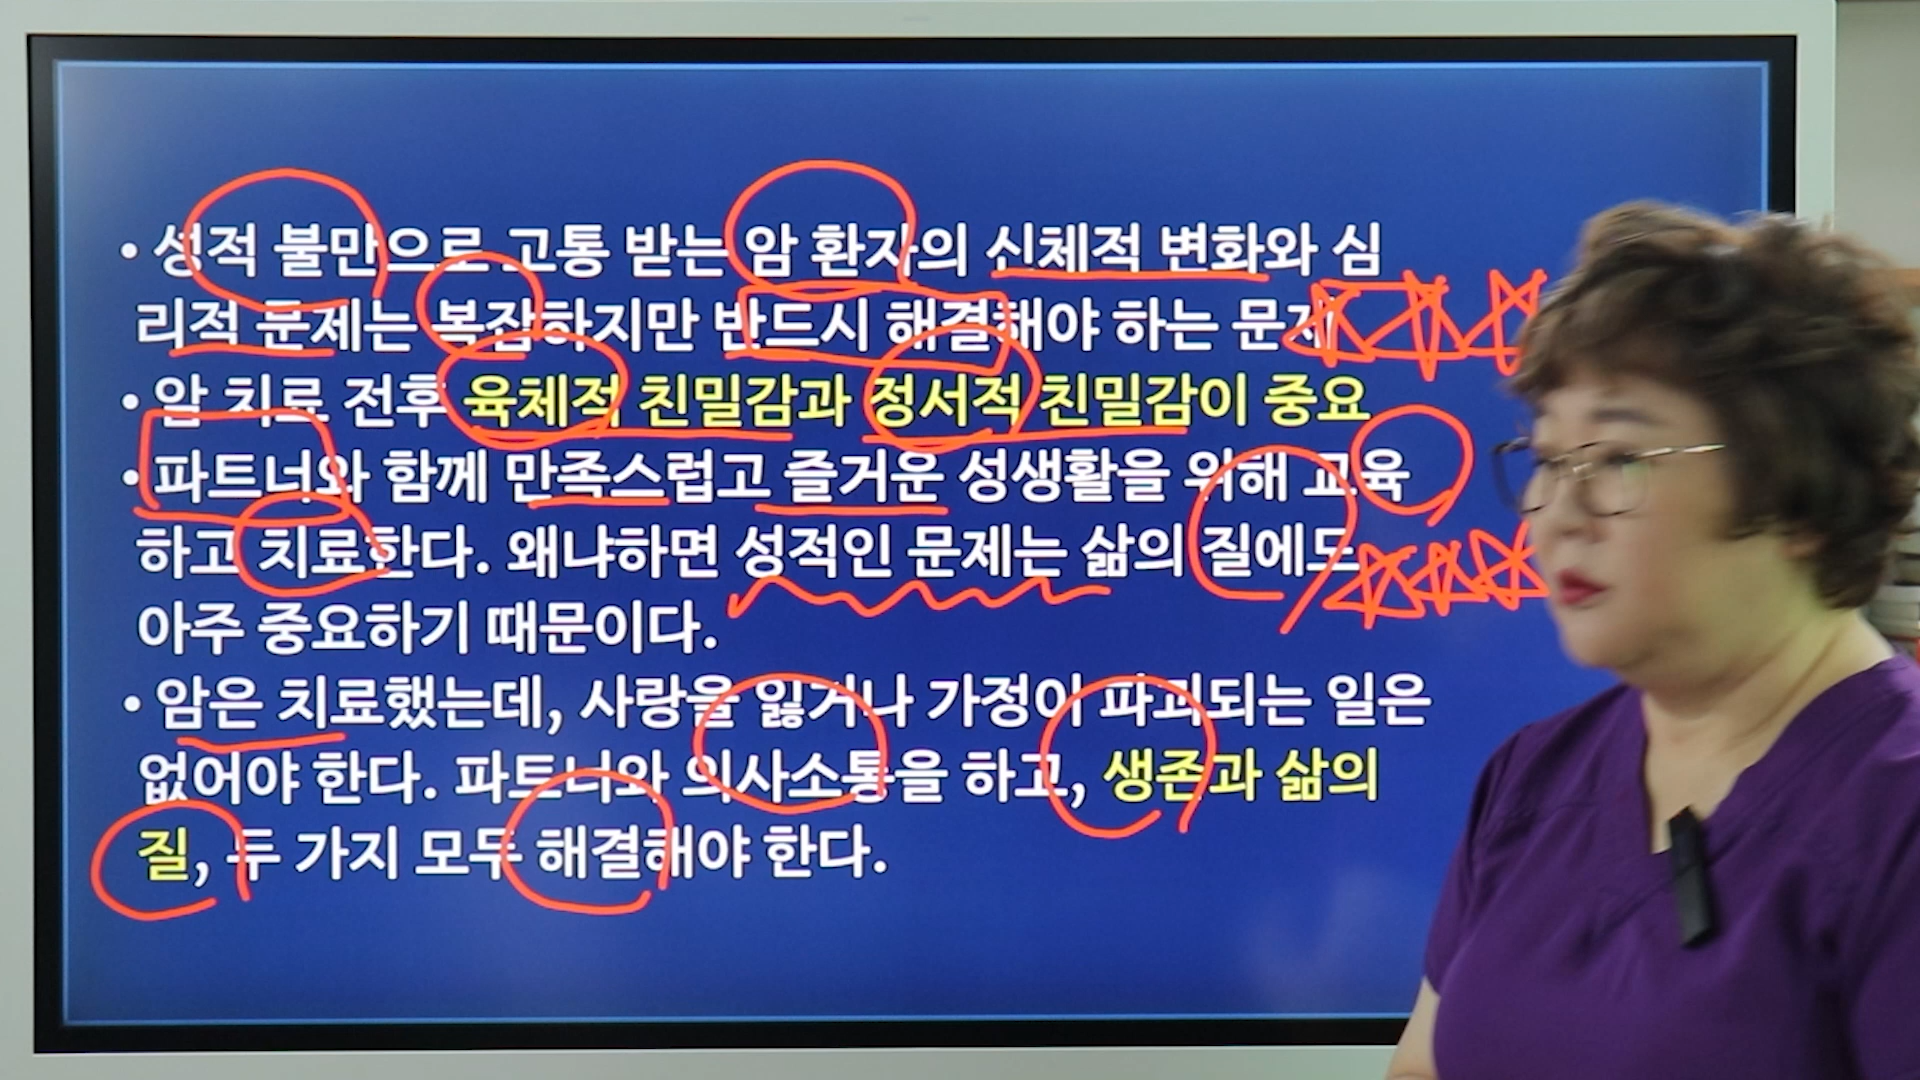 • 성적 불만으로 고통 받는 암 환자의 신체적 변화와 심
리적 문제는 복잡하지만 반드시 해결해야 하는 문제
• 암 치료 전후 육체적 친밀감과 정서적 친밀감이 중요
• 파트너와 함께 만족스럽고 즐거운 성생활을 위해 교육
하고 치료한다. 왜냐하면 성적인 문제는 삶의 질에도
아주 중요하기 때문이다.
• 암은 치료했는데, 사랑을 잃거나 가정이 파괴되는 일은
없어야 한다. 파트너와 의사소통을 하고, 생존과 삶의
질, 두 가지 모두 해결해야 한다.